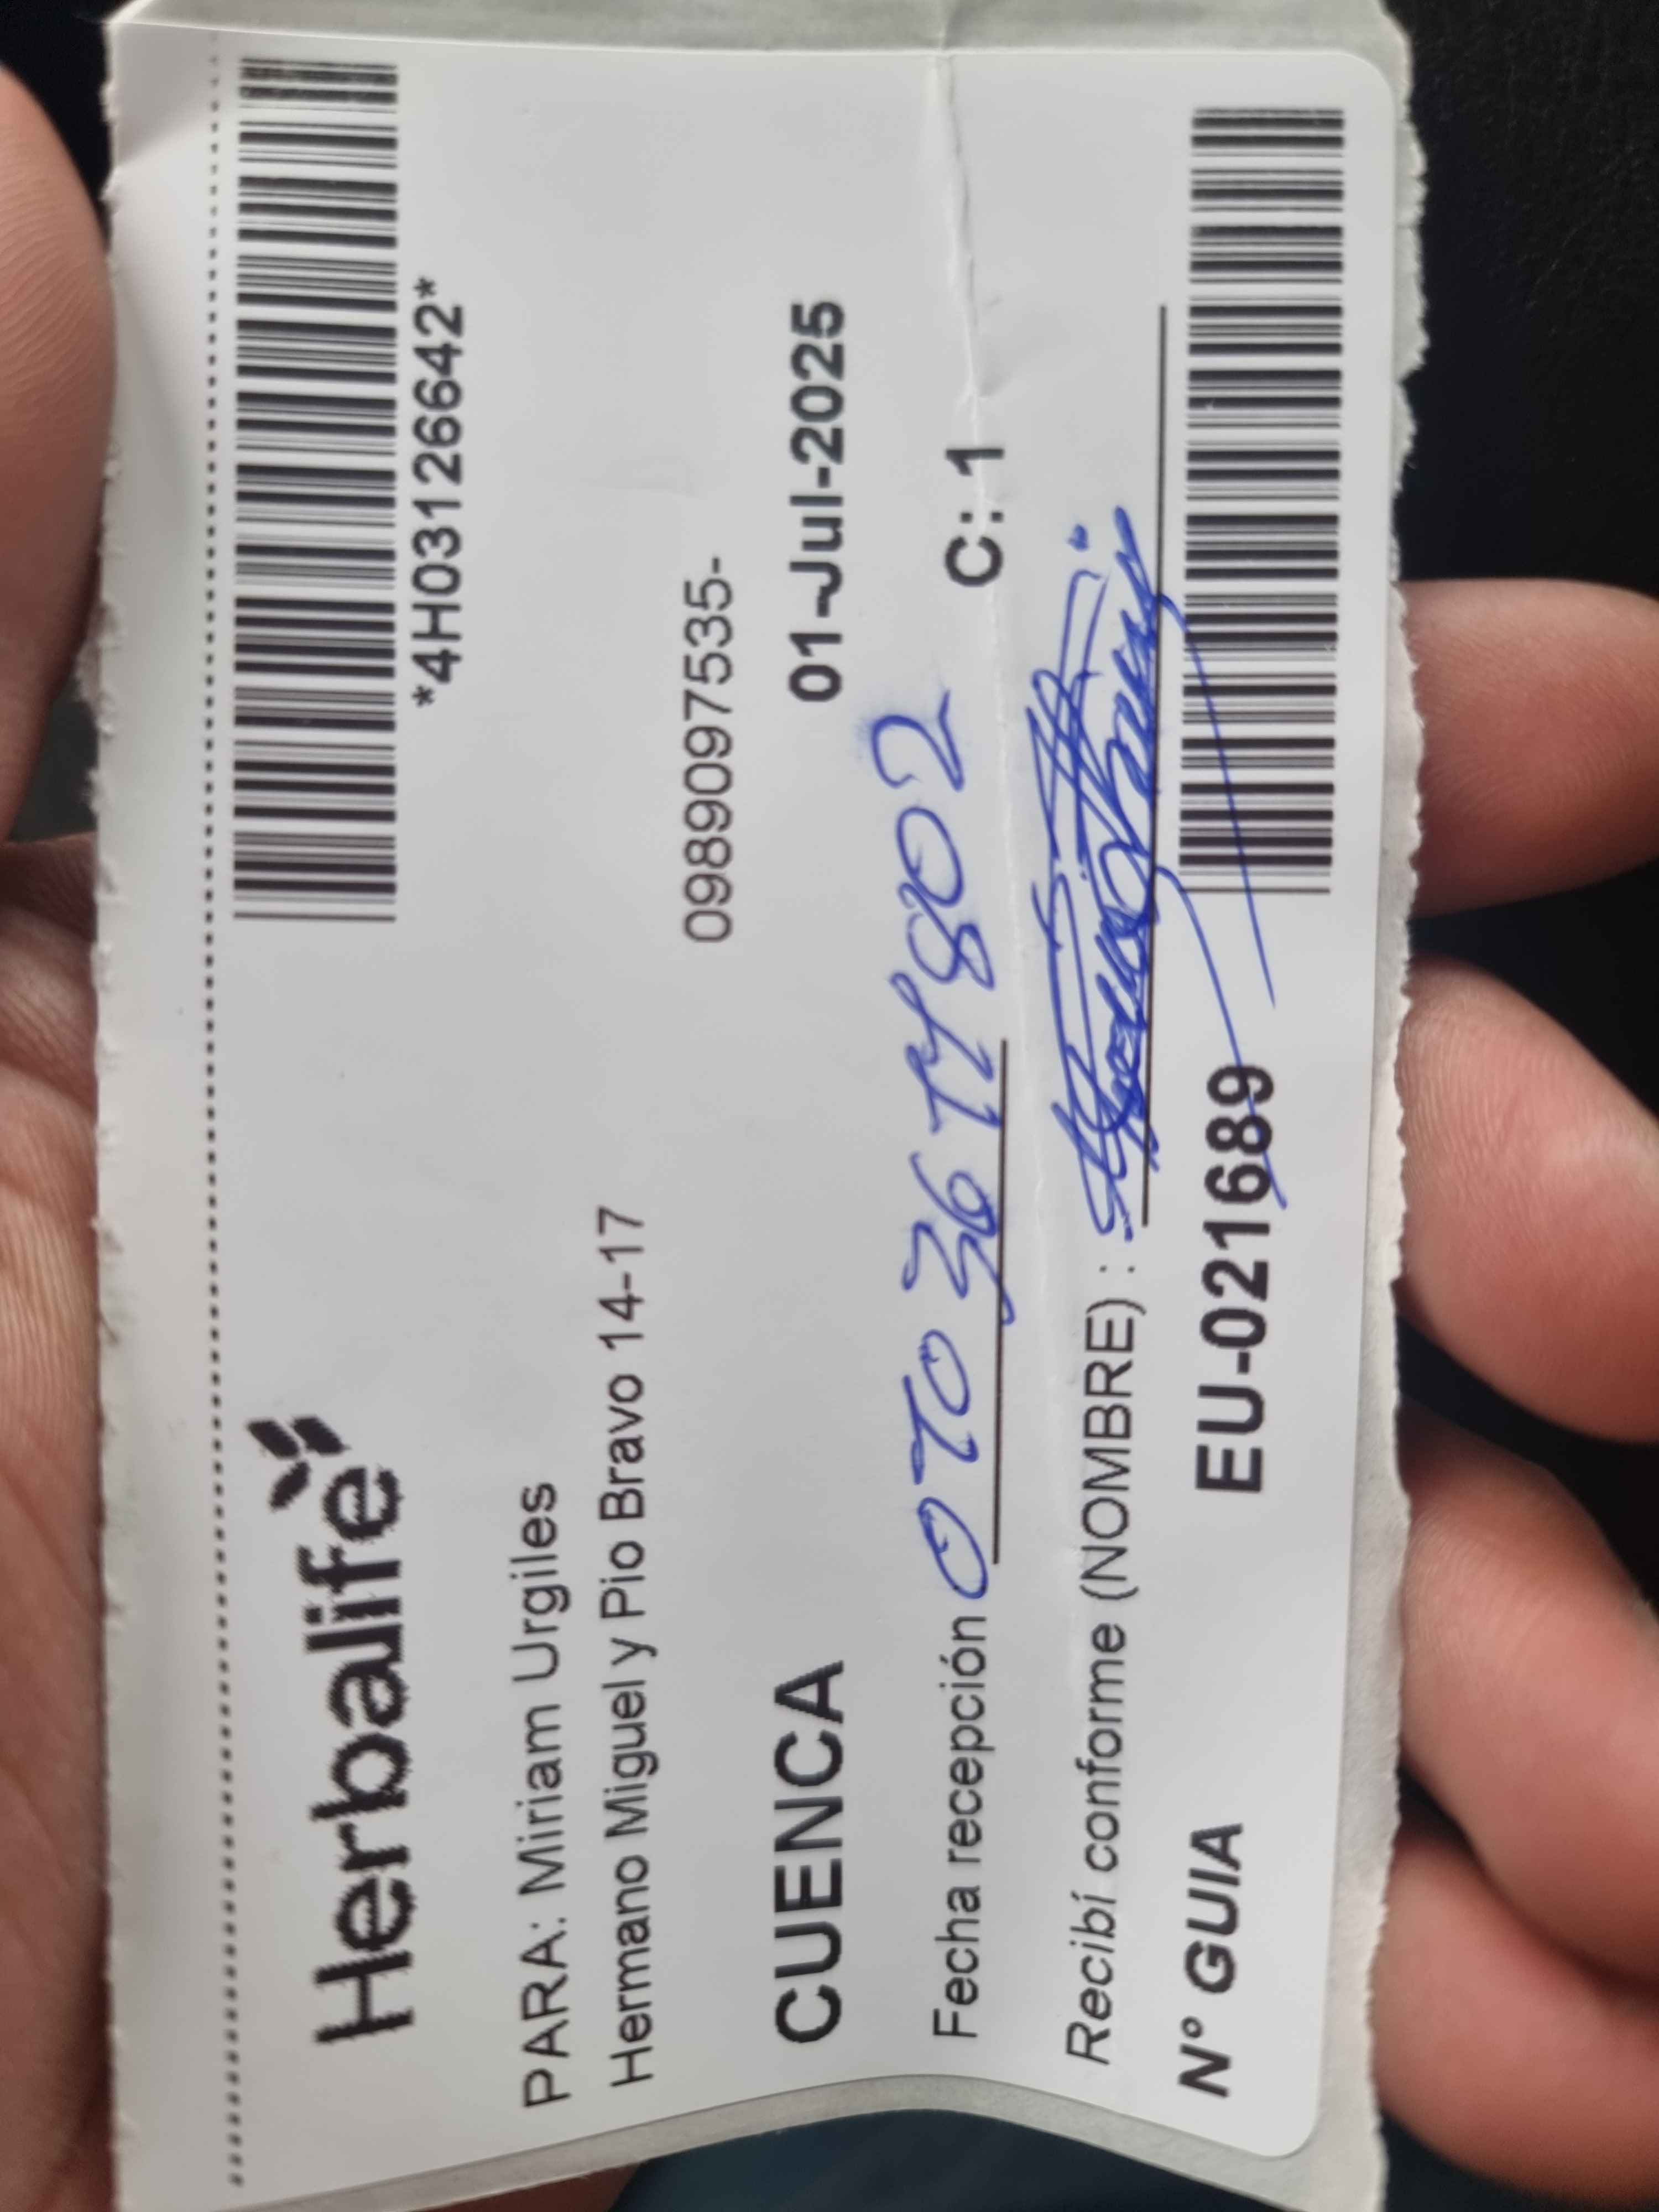 Herbalife
*4H03126642*
PARA: Miriam Urgiles
Hermano Miguel y Pio Bravo 14-17
0989097535-
CUENCA 01-Jul-2025
Fecha recepción C: 1
Recibí conforme (NOMBRE) :
N° GUIA EU-021689